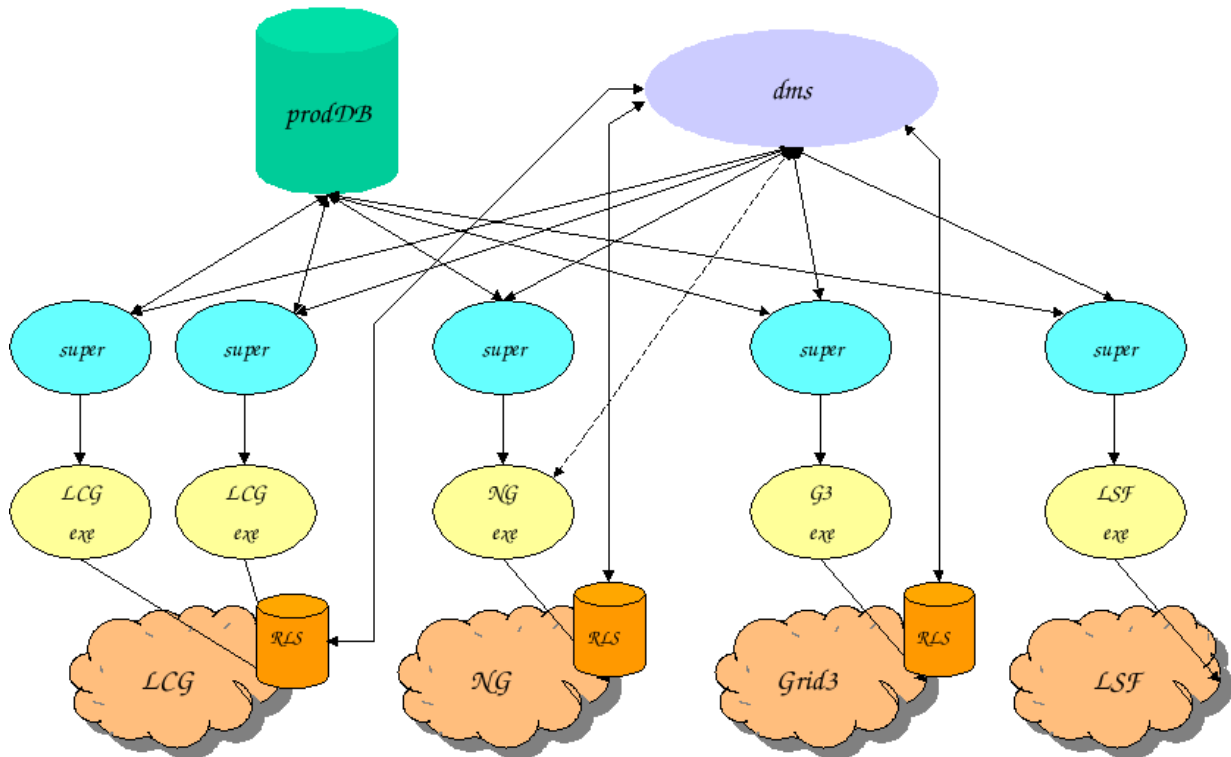 prodDB
dms
super
super
super
super
super
LCG
exe
LCG
exe
NG
exe
G3
exe
LSF
exe
RLS
RLS
RLS
LCG
NG
Grid3
LSF